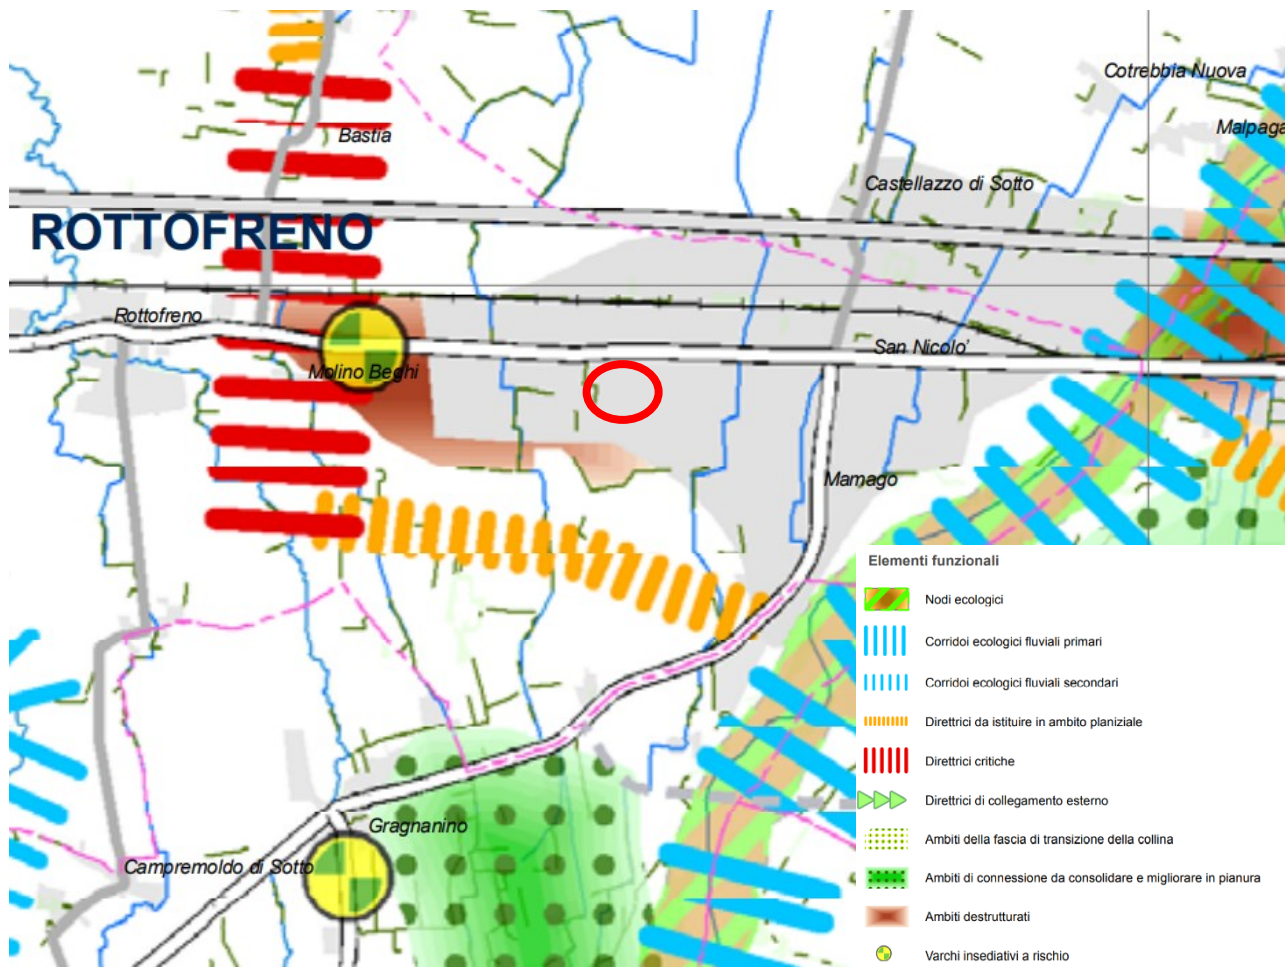 Cotrebbia Nuova
Malpaga
Bastia
Castellazzo di Sotto
ROTTOFRENO
Rottofreno
San Nicolo'
Molino Beghi
Mamago
Gragnanino
Campremoldo di Sotto
Elementi funzionali
Nodi ecologici
Corridoi ecologici fluviali primari
Corridoi ecologici fluviali secondari
Direttrici da istituire in ambito planiziale
Direttrici critiche
Direttrici di collegamento esterno
Ambiti della fascia di transizione della collina
Ambiti di connessione da consolidare e migliorare in pianura
Ambiti destrutturati
Varchi insediativi a rischio